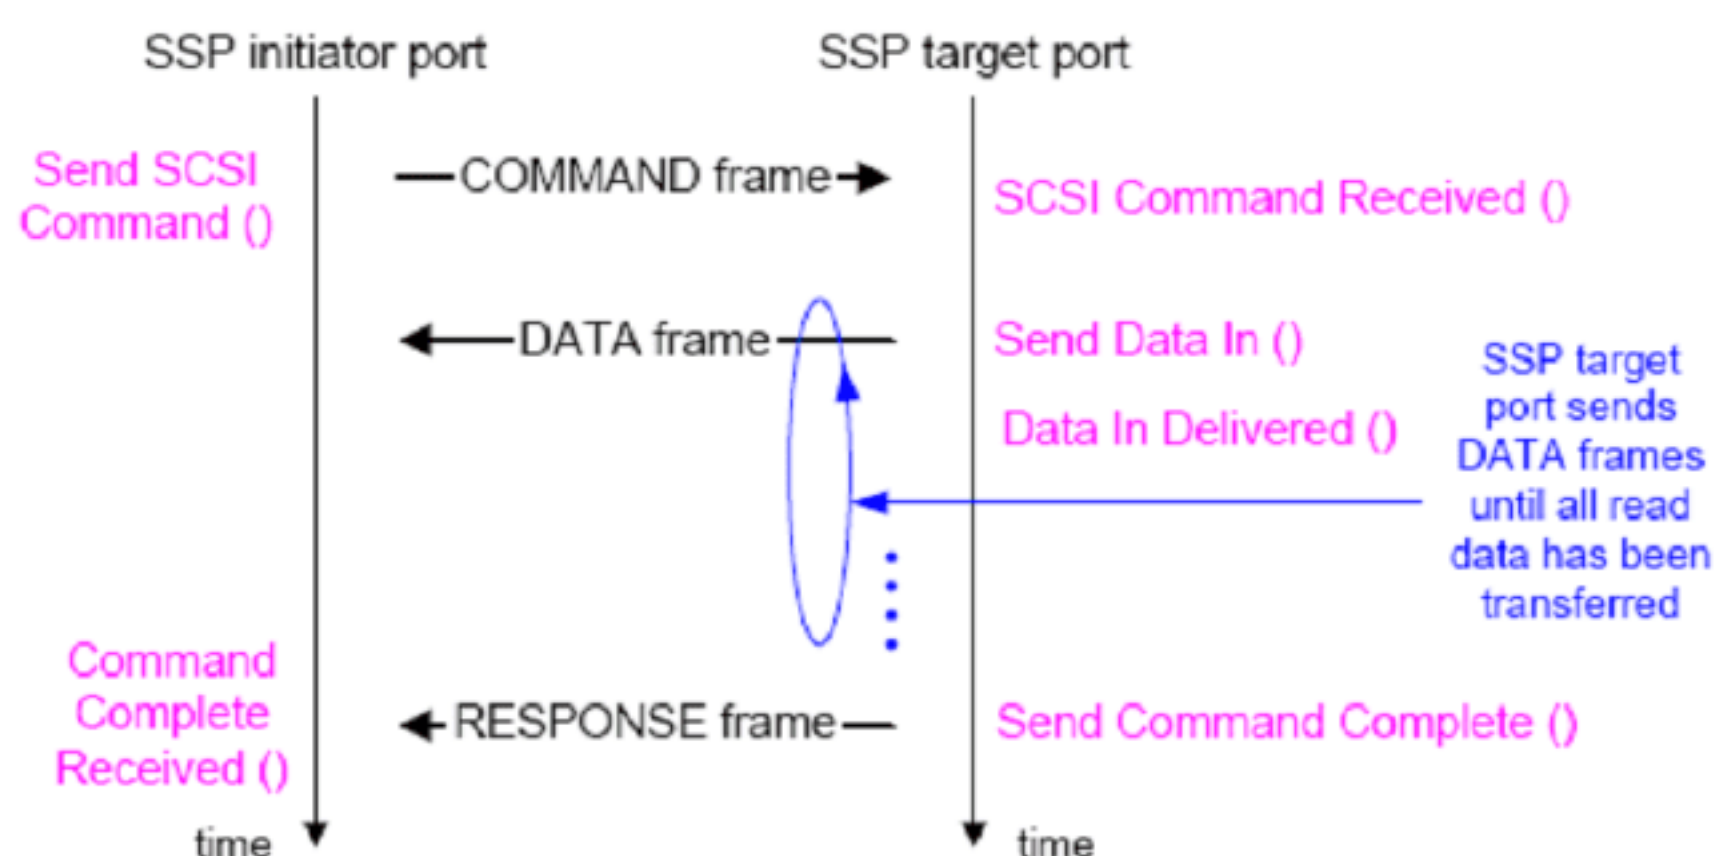 SSP initiator port
SSP target port
Send SCSI
Command ()
COMMAND frame
SCSI Command Received ()
DATA frame
Send Data In ()
Data In Delivered ()
SSP target
port sends
DATA frames
until all read
data has been
transferred
Command
Complete
Received ()
RESPONSE frame
Send Command Complete ()
time
time